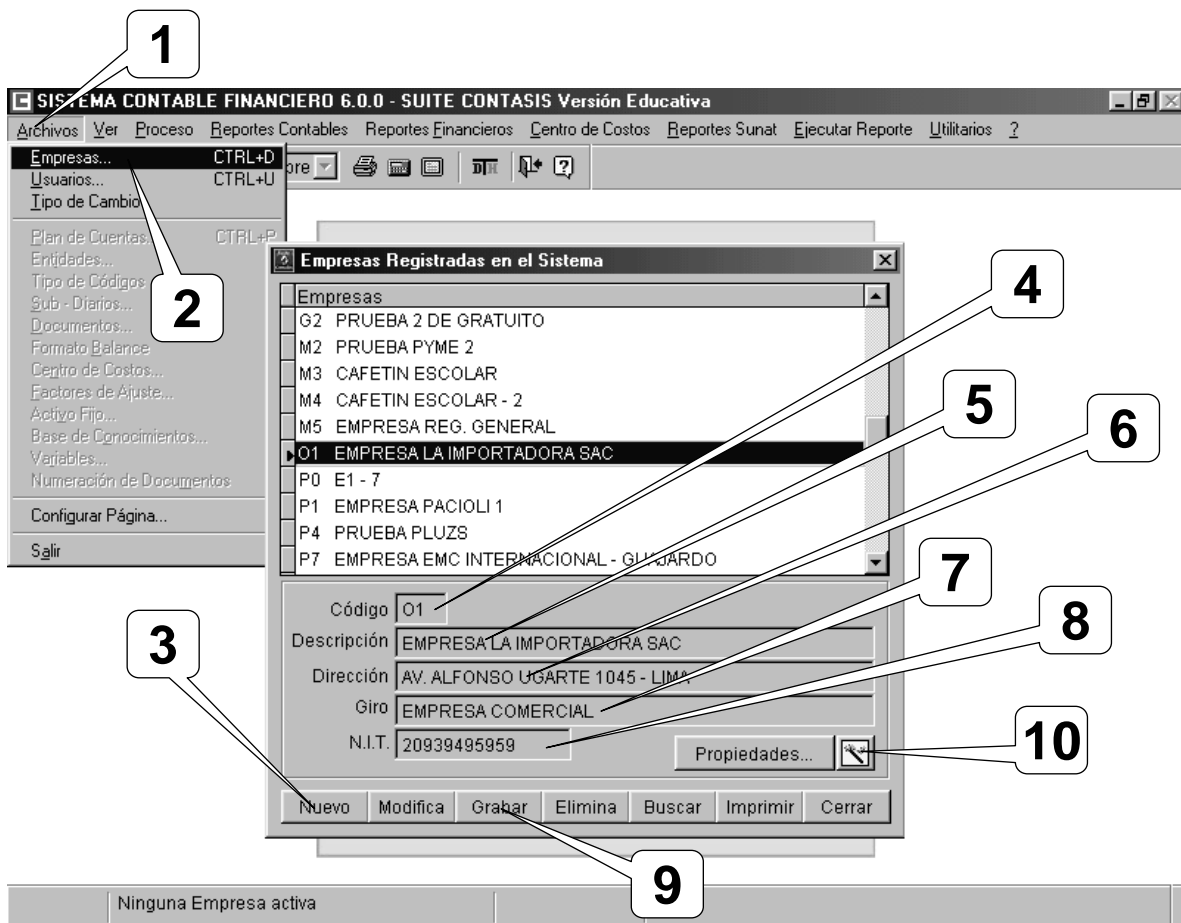 1
SISTEMA CONTABLE FINANCIERO 6.0.0 - SUITE CONTASIS Versión Educativa
Archivos Ver Proceso Reportes Contables Reportes Financieros Centro de Costos Reportes Sunat Ejecutar Reporte Utilitarios ?
Empresas... CTRL+D
Usuarios... CTRL+U
Tipo de Cambio
Plan de Cuentas... CTRL+P
Entidades...
Tipo de Códigos
Sub - Diarios...
Documentos...
Formato Balance
Centro de Costos...
Factores de Ajuste...
Activo Fijo...
Base de Conocimientos...
Variables...
Numeración de Documentos
Configurar Página...
Salir
bre
DTH
2
Empresas Registradas en el Sistema
Empresas
G2 PRUEBA 2 DE GRATUITO
M2 PRUEBA PYME 2
M3 CAFETIN ESCOLAR
M4 CAFETIN ESCOLAR - 2
M5 EMPRESA REG. GENERAL
O1 EMPRESA LA IMPORTADORA SAC
P0 E1 - 7
P1 EMPRESA PACIOLI 1
P4 PRUEBA PLUZS
P7 EMPRESA EMC INTERNACIONAL - GUAJARDO
4
5
6
7
8
3
Código O1
Descripción EMPRESA LA IMPORTADORA SAC
Dirección AV. ALFONSO UGARTE 1045 - LIMA
Giro EMPRESA COMERCIAL
N.I.T. 20939495959
Propiedades...
10
Nuevo Modifica Grabar Elimina Buscar Imprimir Cerrar
9
Ninguna Empresa activa